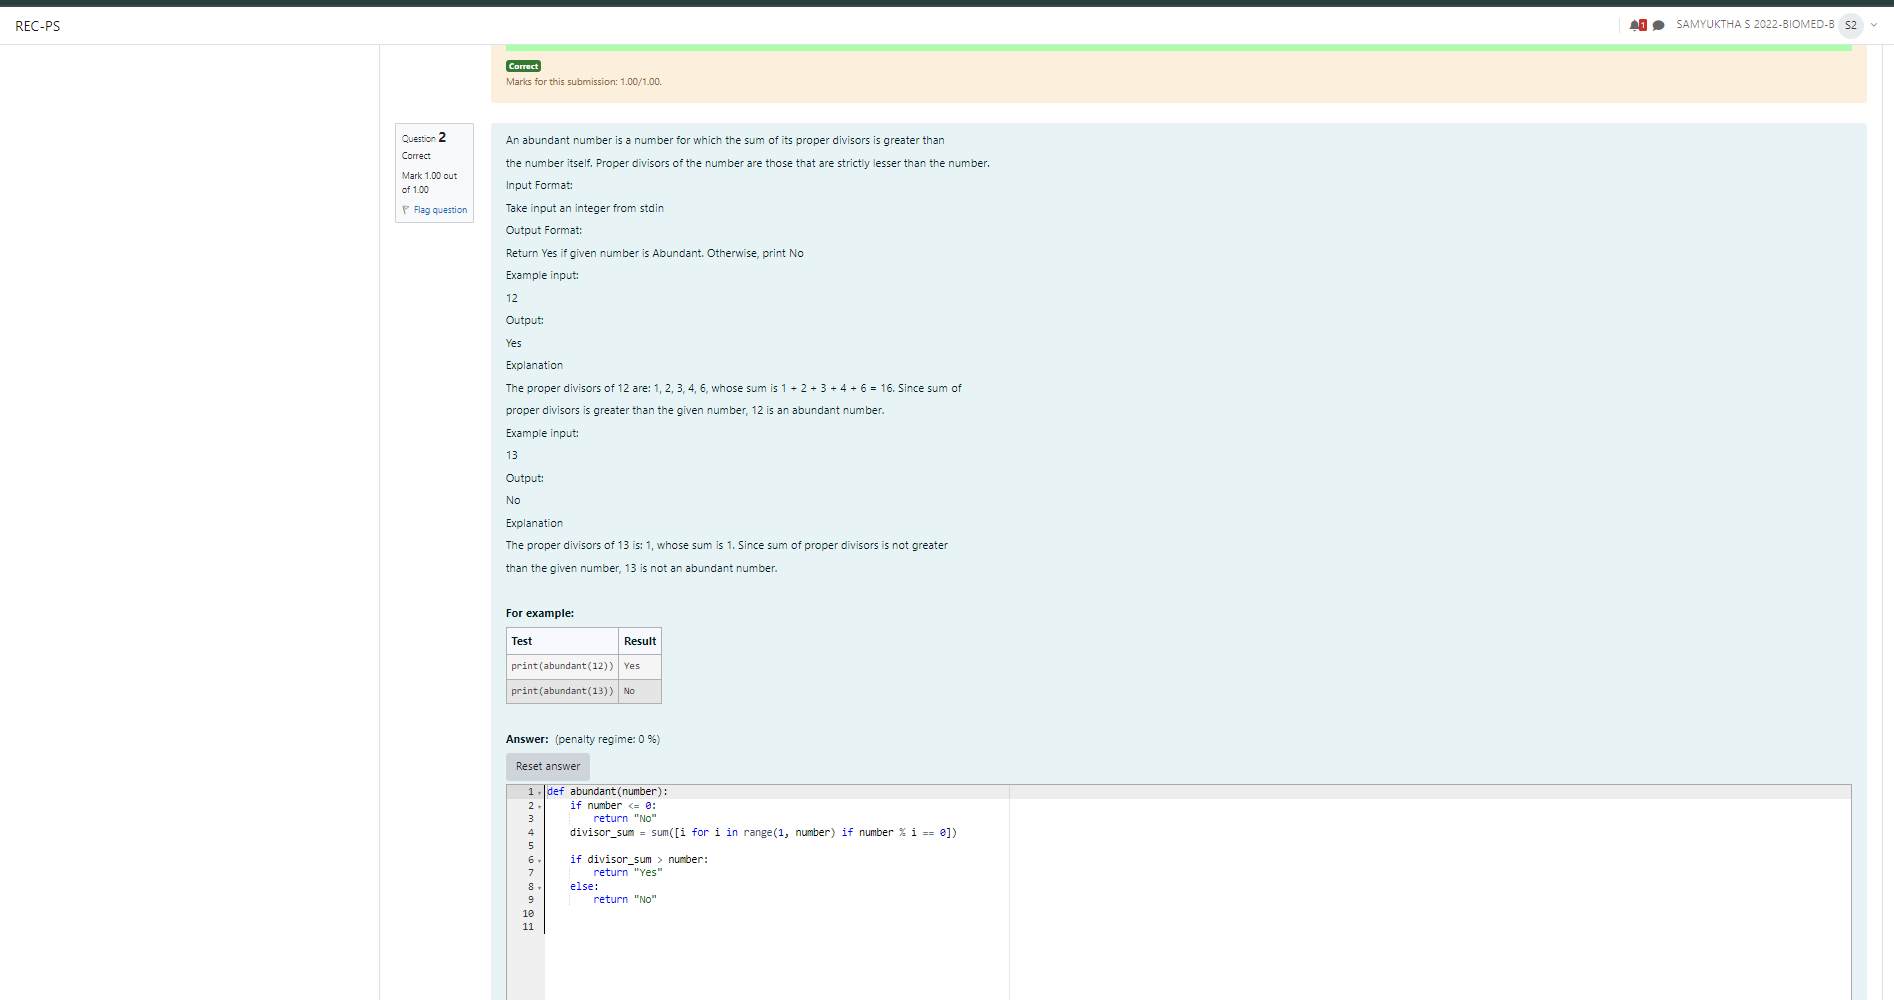 REC-PS
1
SAMYUKTHA S 2022-BIOMED-B
S2
Correct
Marks for this submission: 1.00/1.00.
Question 2
Correct
Mark 1.00 out
of 1.00
Flag question
An abundant number is a number for which the sum of its proper divisors is greater than
the number itself. Proper divisors of the number are those that are strictly lesser than the number.
Input Format:
Take input an integer from stdin
Output Format:
Return Yes if given number is Abundant. Otherwise, print No
Example input:
12
Output:
Yes
Explanation
The proper divisors of 12 are: 1, 2, 3, 4, 6, whose sum is 1 + 2 + 3 + 4 + 6 = 16. Since sum of
proper divisors is greater than the given number, 12 is an abundant number.
Example input:
13
Output:
No
Explanation
The proper divisors of 13 is: 1, whose sum is 1. Since sum of proper divisors is not greater
than the given number, 13 is not an abundant number.
For example:
Test Result
print(abundant(12)) Yes
print(abundant(13)) No
Answer: (penalty regime: 0 %)
Reset answer
1 def abundant(number):
2     if number <= 0:
3         return "No"
4     divisor_sum = sum([i for i in range(1, number) if number % i == 0])
5
6     if divisor_sum > number:
7         return "Yes"
8     else:
9         return "No"
10
11